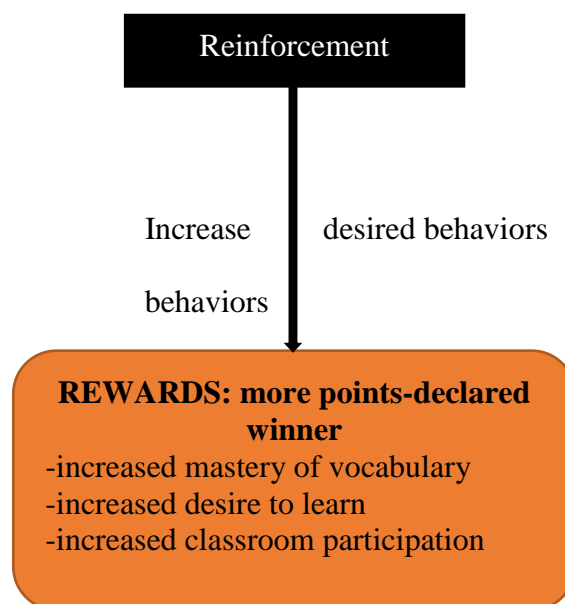 Reinforcement
Increase desired behaviors
behaviors
REWARDS: more points-declared
winner
-increased mastery of vocabulary
-increased desire to learn
-increased classroom participation